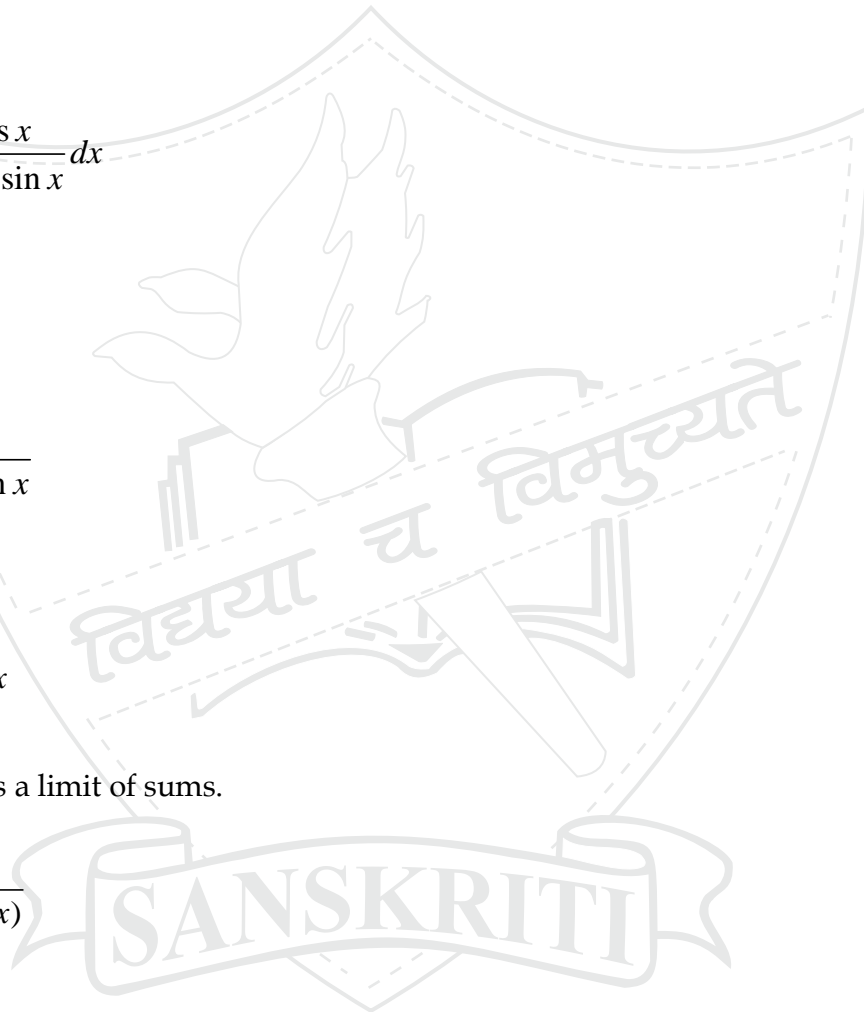 s x
sin x dx
n x
विद्यया च विमुच्यते
x
s a limit of sums.
x)
SANSKRITI